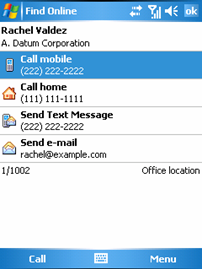 Find Online
ok
Rachel Valdez
A. Datum Corporation
Call mobile
(222) 222-2222
Call home
(111) 111-1111
Send Text Message
(222) 222-2222
Send e-mail
rachel@example.com
1/1002 Office location
Call Menu